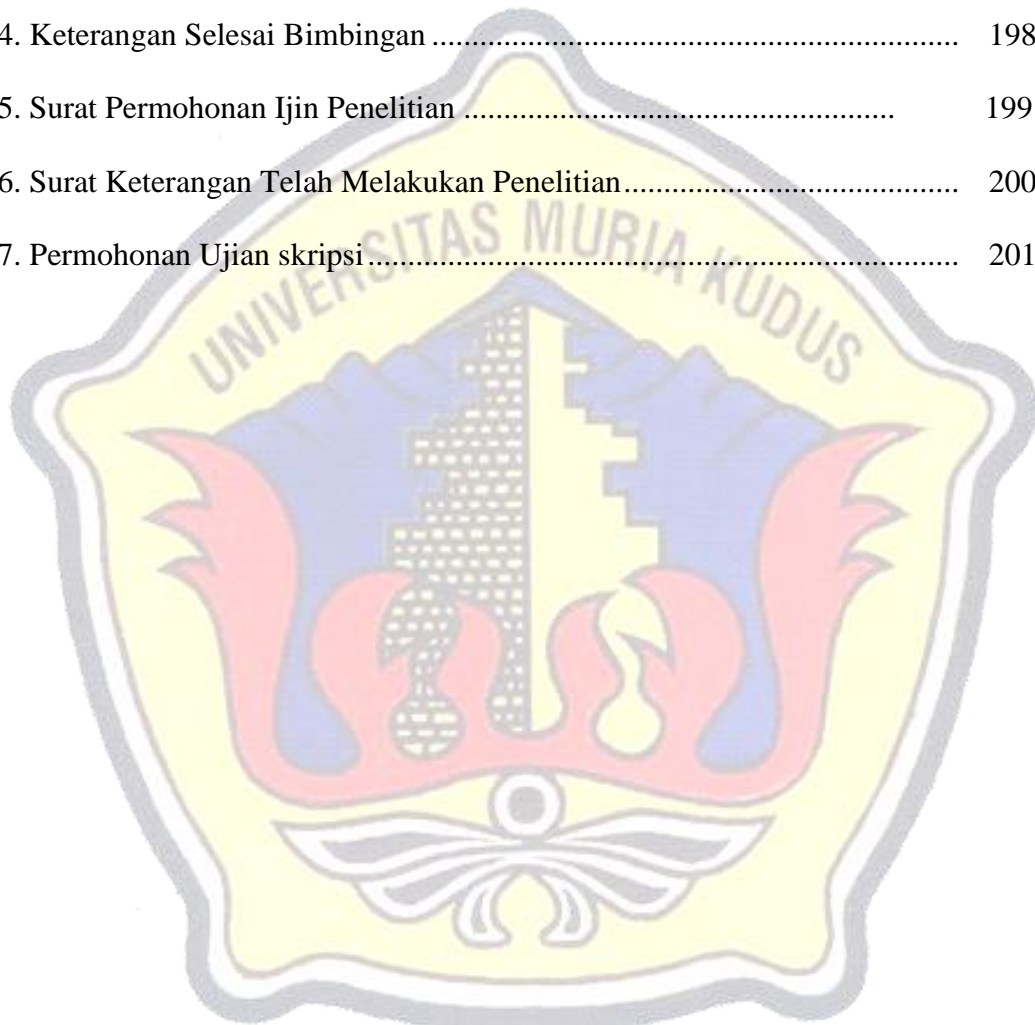 4. Keterangan Selesai Bimbingan ................................................................ 198
5. Surat Permohonan Ijin Penelitian .................................................... 199
6. Surat Keterangan Telah Melakukan Penelitian......................................... 200
7. Permohonan Ujian skripsi........................................................................ 201
UNIVERSITAS MURIA KUDUS